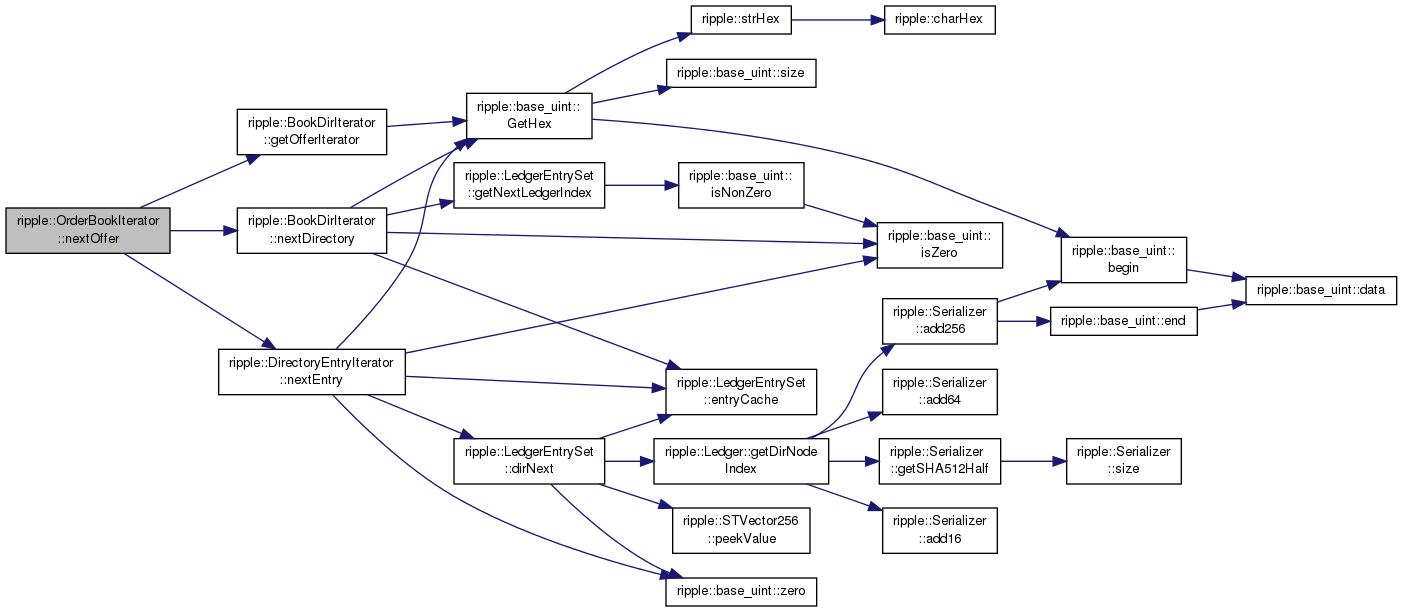 ripple::OrderBookIterator
::nextOffer
ripple::BookDirIterator
::getOfferIterator
ripple::BookDirIterator
::nextDirectory
ripple::DirectoryEntryIterator
::nextEntry
ripple::base_uint::
GetHex
ripple::LedgerEntrySet
::getNextLedgerIndex
ripple::LedgerEntrySet
::dirNext
ripple::strHex
ripple::base_uint::size
ripple::base_uint::
isNonZero
ripple::LedgerEntrySet
::entryCache
ripple::Ledger::getDirNode
Index
ripple::STVector256
::peekValue
ripple::base_uint::zero
ripple::charHex
ripple::base_uint::
isZero
ripple::Serializer
::add256
ripple::Serializer
::add64
ripple::Serializer
::getSHA512Half
ripple::Serializer
::add16
ripple::base_uint::
begin
ripple::base_uint::end
ripple::Serializer
::size
ripple::base_uint::data